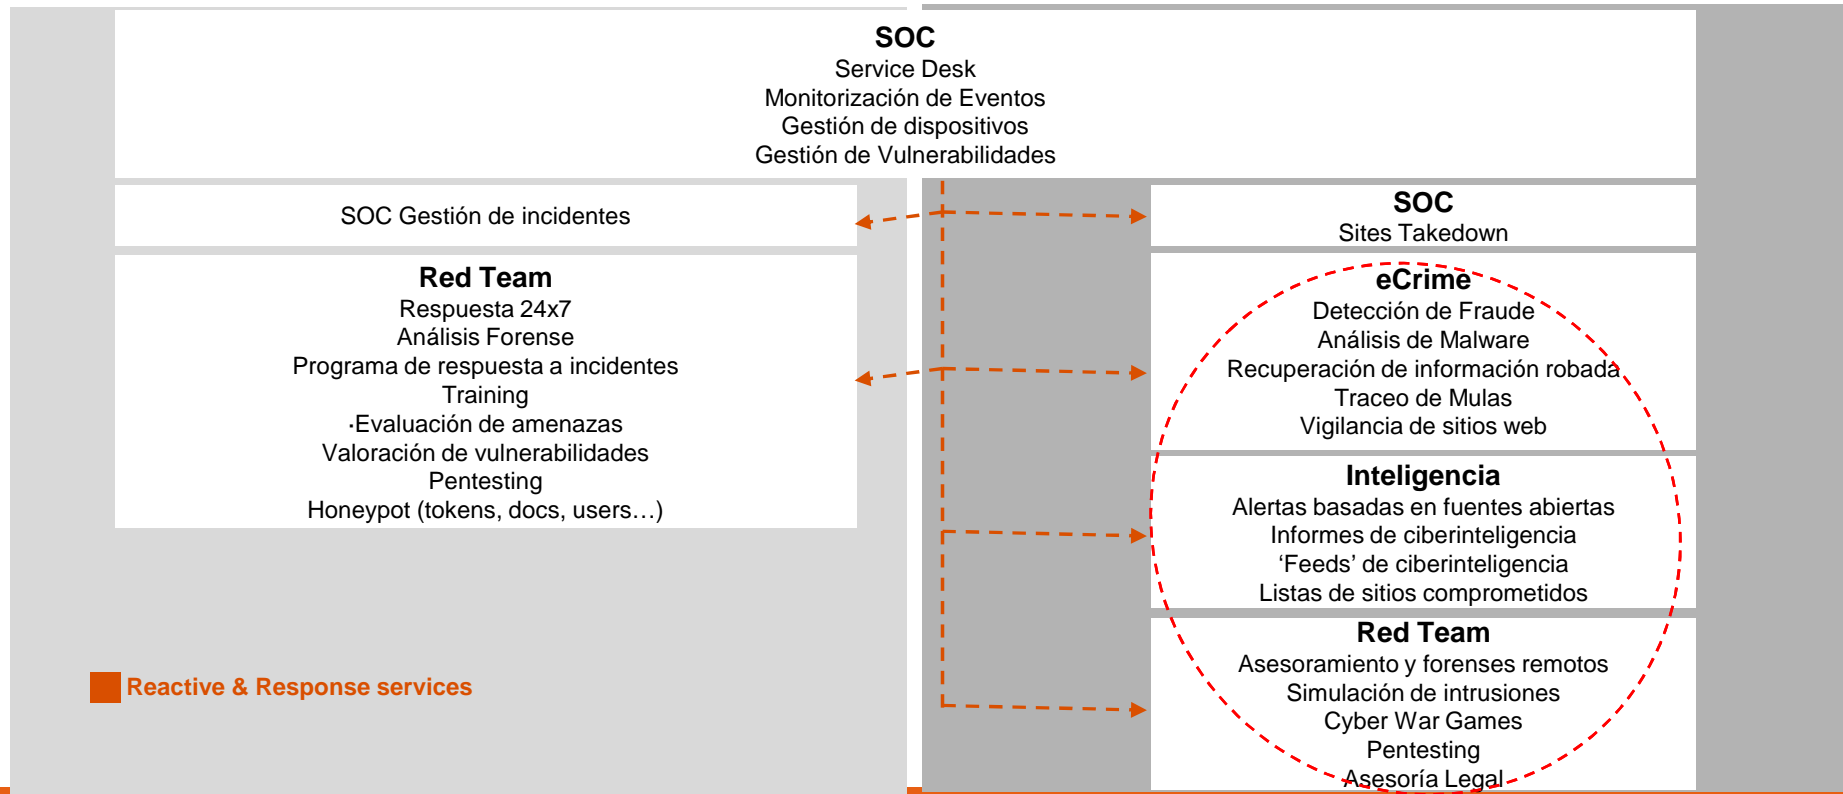 SOC
Service Desk
Monitorización de Eventos
Gestión de dispositivos
Gestión de Vulnerabilidades
SOC Gestión de incidentes
Red Team
Respuesta 24x7
Análisis Forense
Programa de respuesta a incidentes
Training
·Evaluación de amenazas
Valoración de vulnerabilidades
Pentesting
Honeypot (tokens, docs, users…)
Reactive & Response services
SOC
Sites Takedown
eCrime
Detección de Fraude
Análisis de Malware
Recuperación de información robada
Traceo de Mulas
Vigilancia de sitios web
Inteligencia
Alertas basadas en fuentes abiertas
Informes de ciberinteligencia
‘Feeds’ de ciberinteligencia
Listas de sitios comprometidos
Red Team
Asesoramiento y forenses remotos
Simulación de intrusiones
Cyber War Games
Pentesting
Asesoría Legal